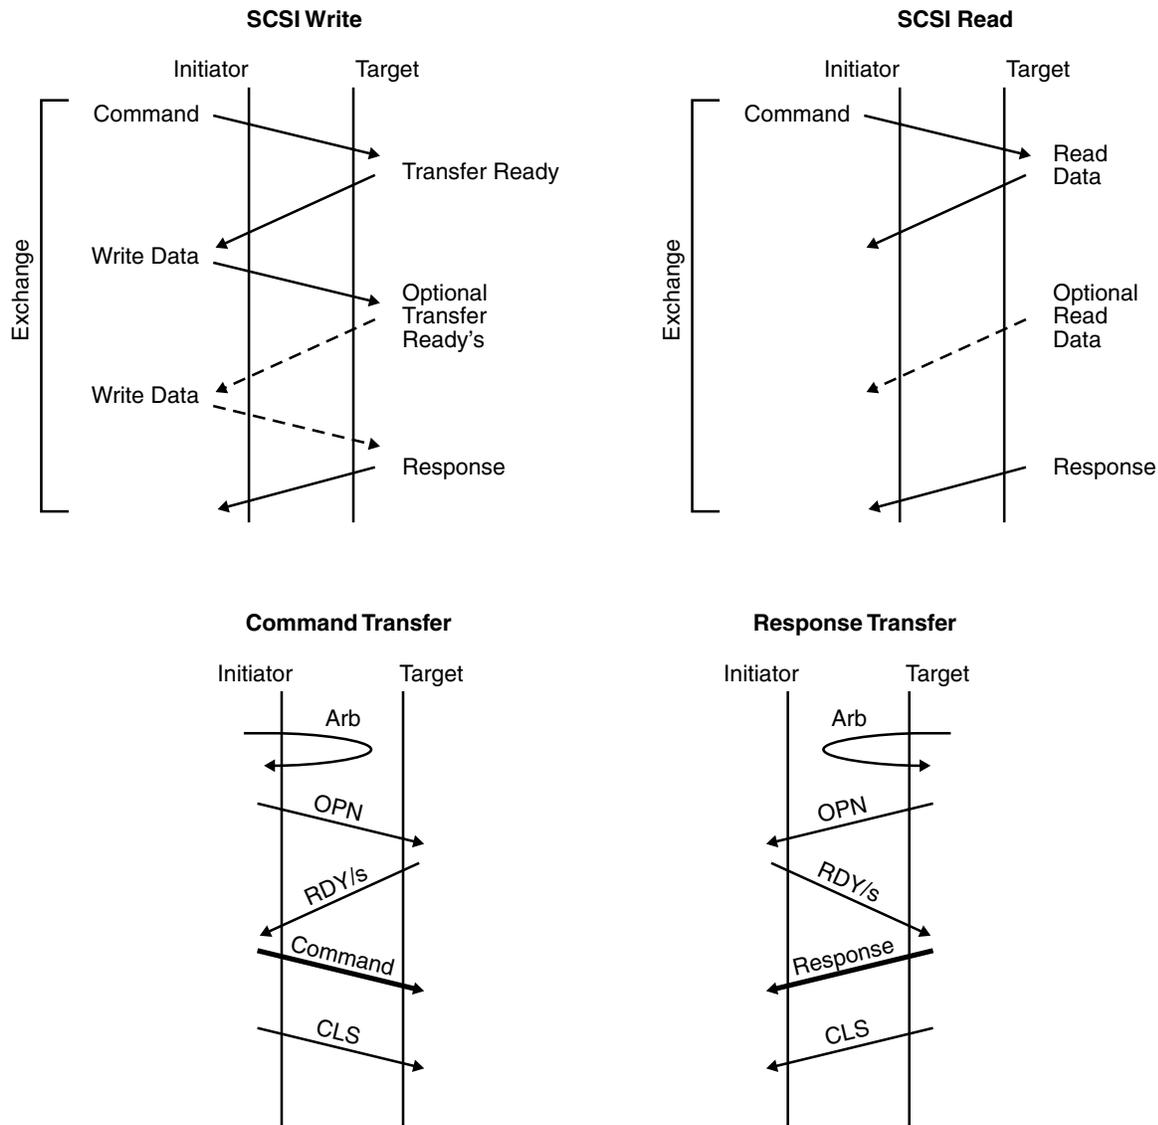 SCSI Write
Initiator
Target
Exchange
Command
Transfer Ready
Write Data
Optional
Transfer
Ready's
Write Data
Response
SCSI Read
Initiator
Target
Exchange
Command
Read
Data
Optional
Read
Data
Response
Command Transfer
Initiator
Target
Arb
OPN
RDY/s
Command
CLS
Response Transfer
Initiator
Target
Arb
OPN
RDY/s
Response
CLS